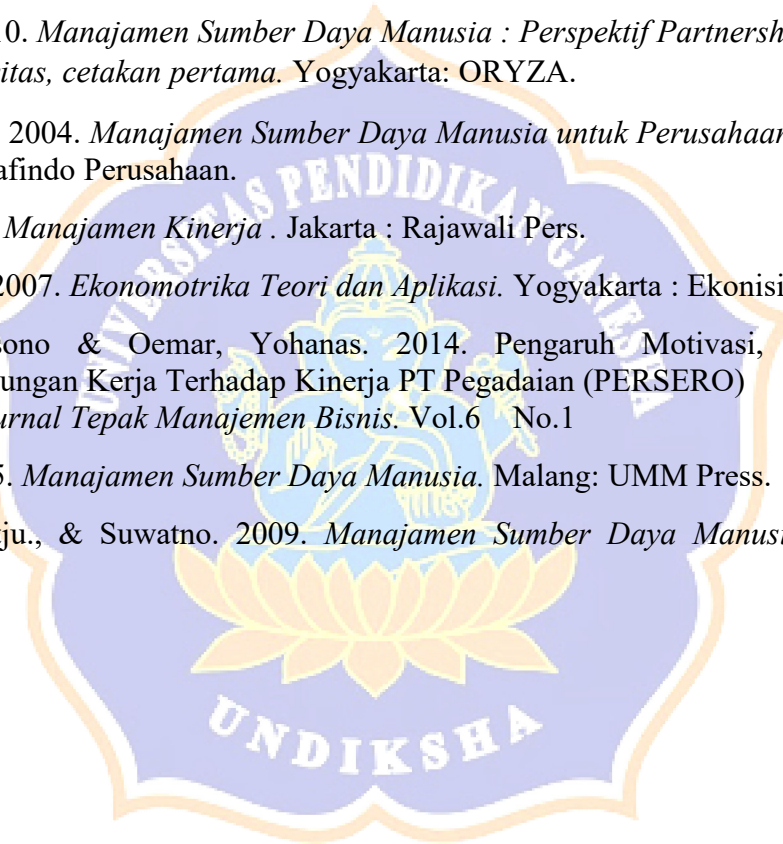 10. Manajamen Sumber Daya Manusia : Perspektif Partnersh
itas, cetakan pertama. Yogyakarta: ORYZA.
2004. Manajamen Sumber Daya Manusia untuk Perusahaan
afindo Perusahaan.
Manajamen Kinerja . Jakarta : Rajawali Pers.
2007. Ekonomotrika Teori dan Aplikasi. Yogyakarta : Ekonisi
sono & Oemar, Yohanas. 2014. Pengaruh Motivasi,
ungan Kerja Terhadap Kinerja PT Pegadaian (PERSERO)
urnal Tepak Manajemen Bisnis. Vol.6 No.1
5. Manajamen Sumber Daya Manusia. Malang: UMM Press.
ju., & Suwatno. 2009. Manajamen Sumber Daya Manusi
UNIVERSITAS PENDIDIKAN GANESHA
UNDIKSHA